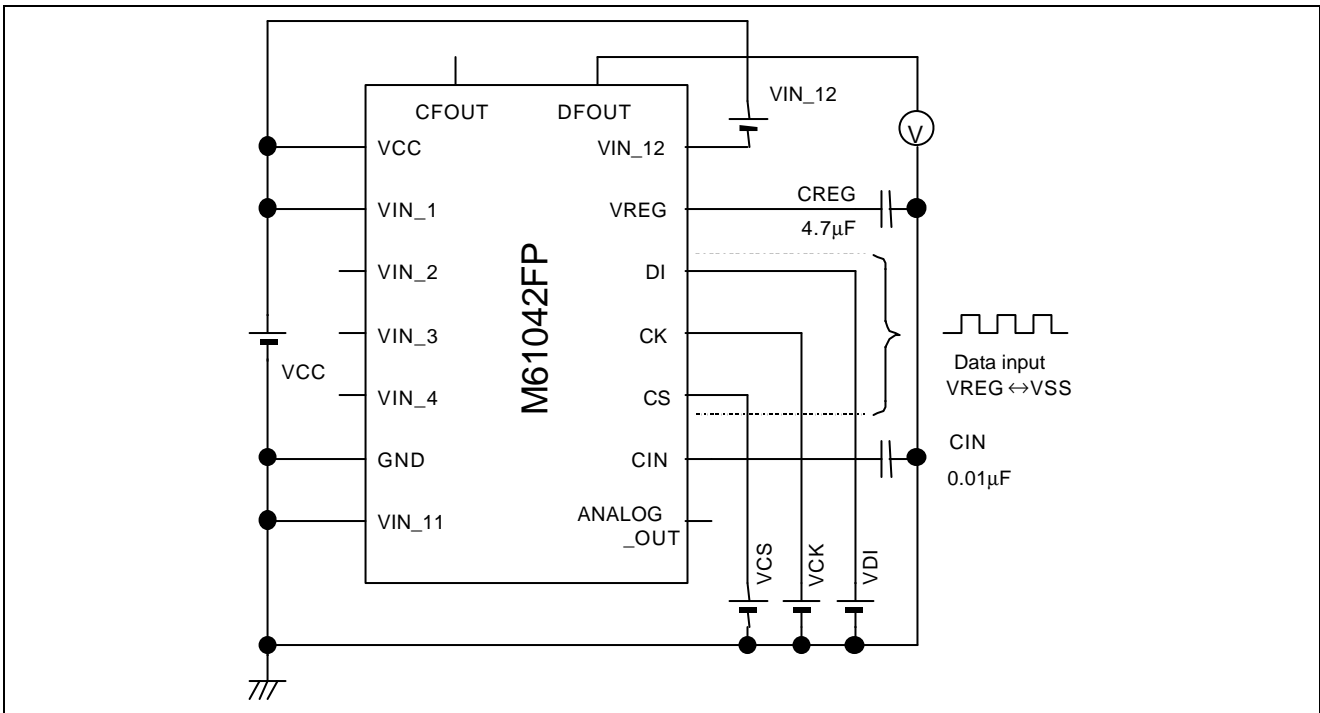 CFOUT
DFOUT
VIN_12
V
VCC
VIN_12
VIN_1
VREG
CREG
4.7μF
VIN_2
DI
VIN_3
CK
M61042FP
Data input
VREG ↔VSS
VCC
VIN_4
CS
GND
CIN
CIN
0.01μF
VIN_11
ANALOG
_OUT
VCS
VCK
VDI